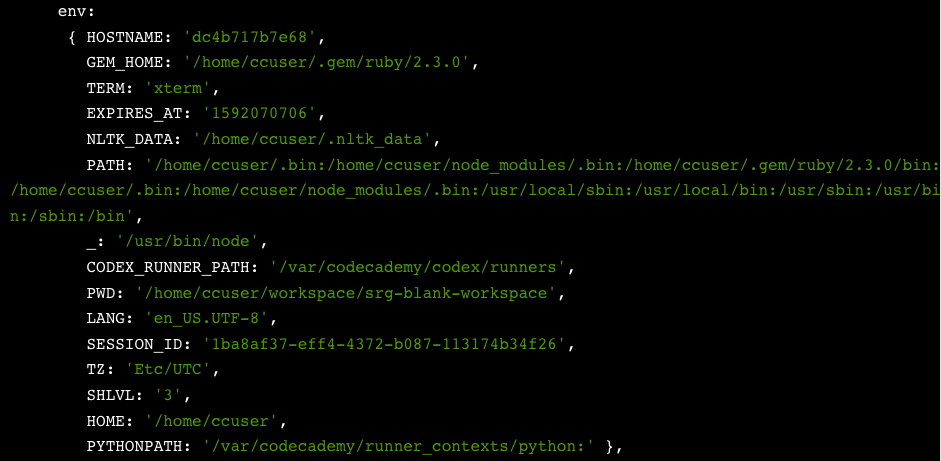 env:
{ HOSTNAME: 'dc4b717b7e68',
GEM_HOME: '/home/ccuser/.gem/ruby/2.3.0',
TERM: 'xterm',
EXPIRES_AT: '1592070706',
NLTK_DATA: '/home/ccuser/.nltk_data',
PATH: '/home/ccuser/.bin:/home/ccuser/node_modules/.bin:/home/ccuser/.gem/ruby/2.3.0/bin:
/home/ccuser/.bin:/home/ccuser/node_modules/.bin:/usr/local/sbin:/usr/local/bin:/usr/sbin:/usr/bi
n:/sbin:/bin',
_: '/usr/bin/node',
CODEX_RUNNER_PATH: '/var/codecademy/codex/runners',
PWD: '/home/ccuser/workspace/srg-blank-workspace',
LANG: 'en_US.UTF-8',
SESSION_ID: '1ba8af37-eff4-4372-b087-113174b34f26',
TZ: 'Etc/UTC',
SHLVL: '3',
HOME: '/home/ccuser',
PYTHONPATH: '/var/codecademy/runner_contexts/python:' },